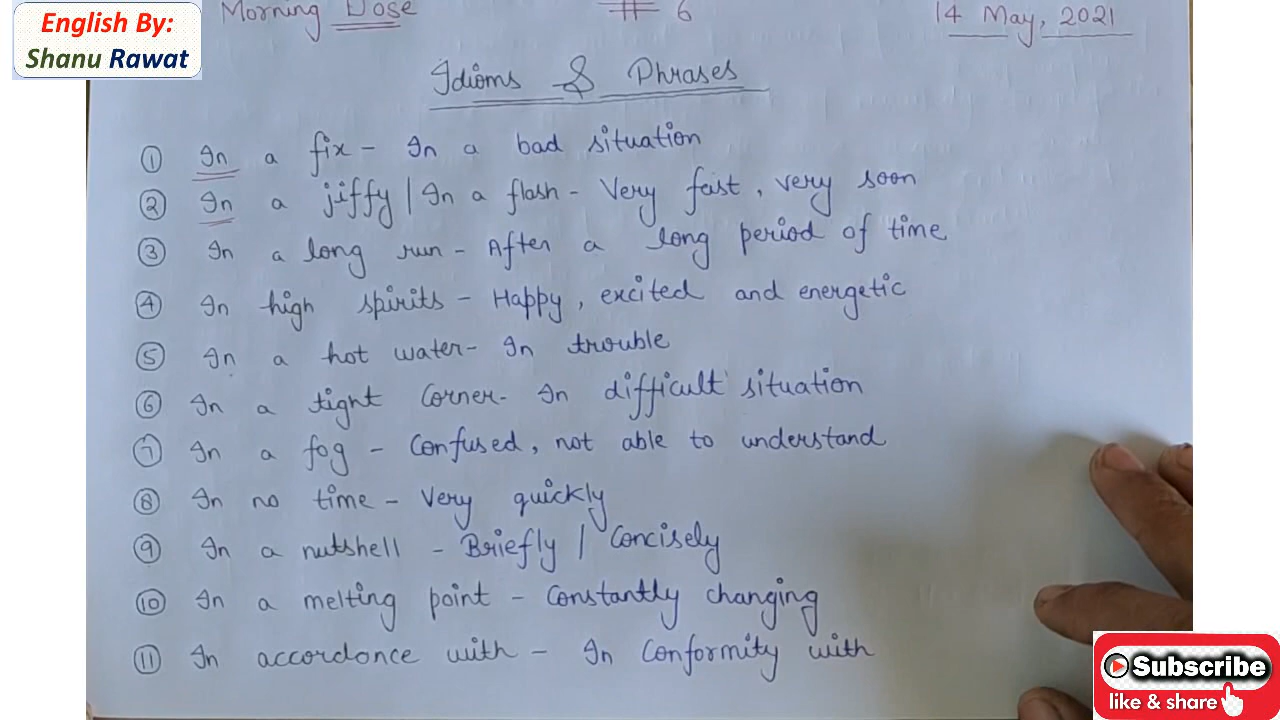 English By:
Shanu Rawat
Morning Dose # 6 14 May, 2021
Idioms & Phrases
① In a fix - In a bad situation
② In a jiffy | In a flash - Very fast, very soon
③ In a long run - After a long period of time
④ In high spirits - Happy, excited and energetic
⑤ In a hot water - In trouble
⑥ In a tight corner - In difficult situation
⑦ In a fog - Confused, not able to understand
⑧ In no time - Very quickly
⑨ In a nutshell - Briefly | Concisely
⑩ In a melting point - Constantly changing
⑪ In accordonce with - In Conformity with
Subscribe
like & share